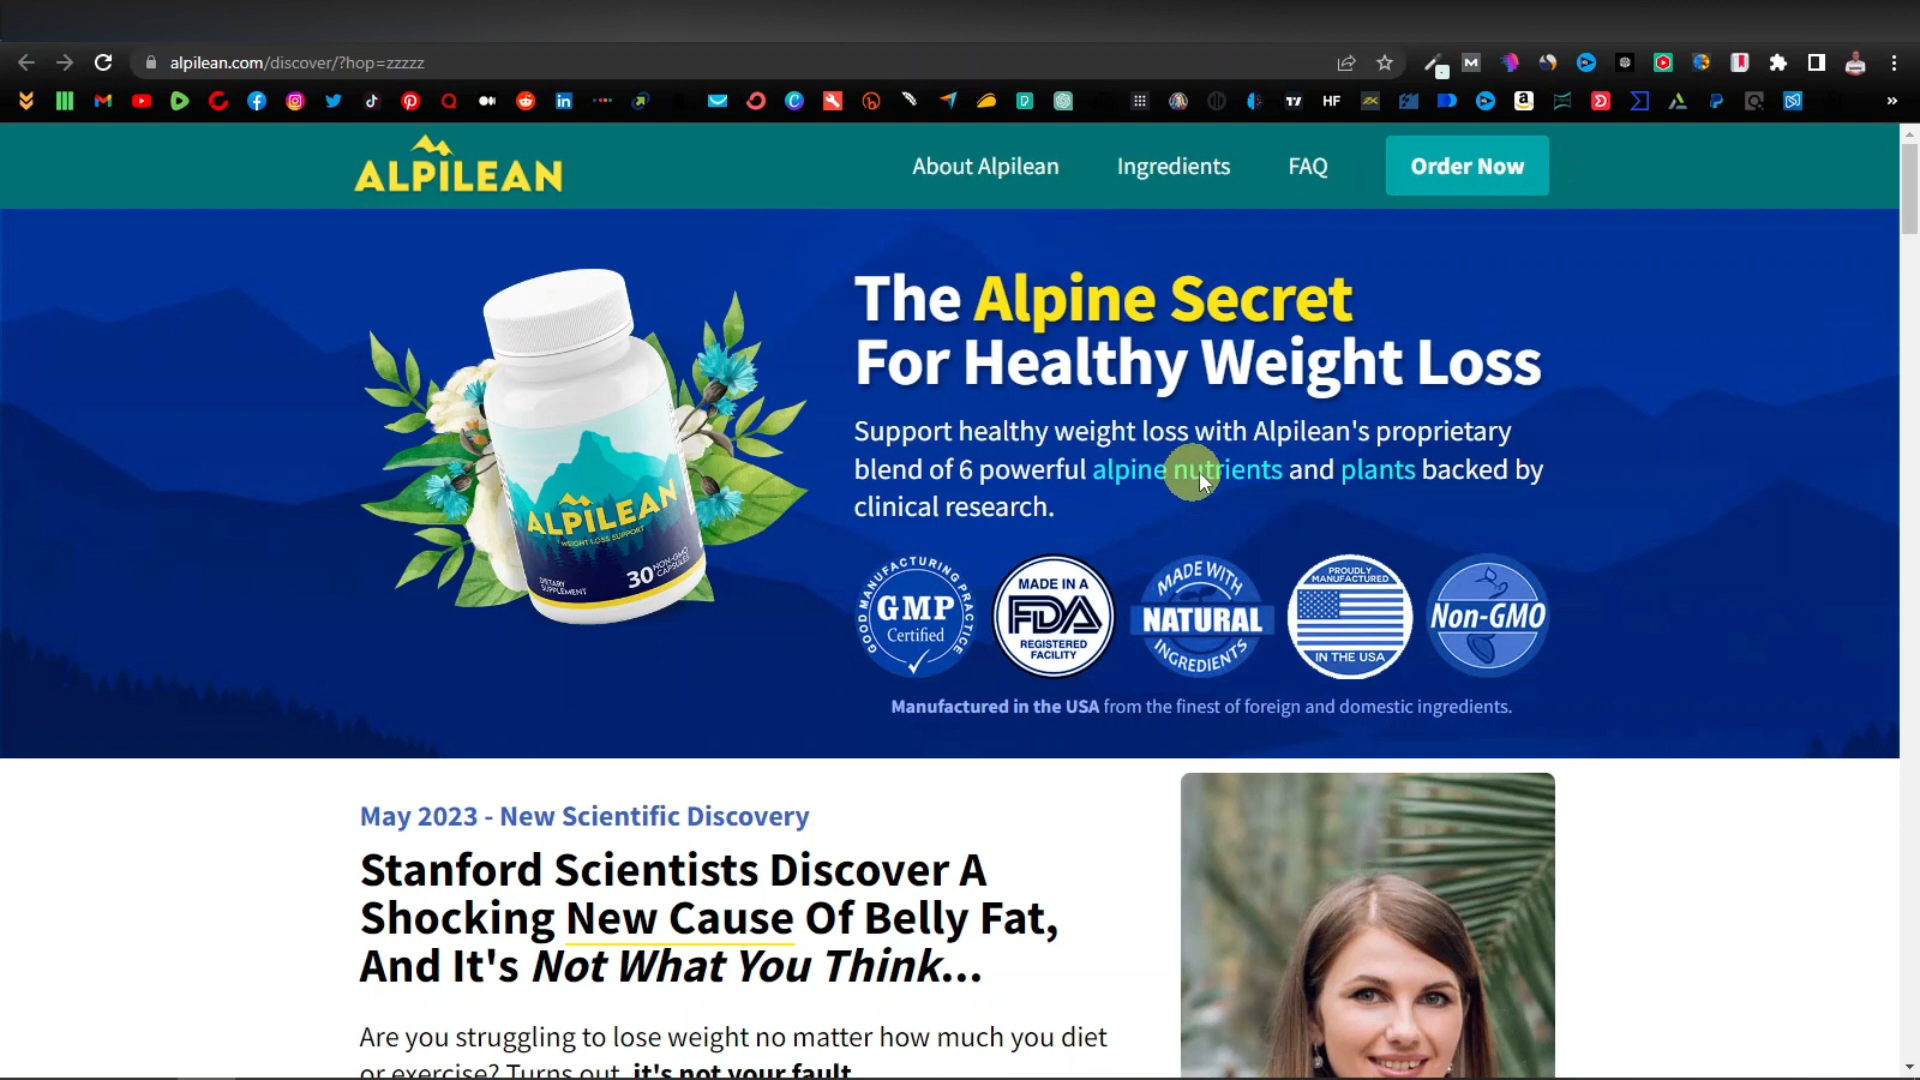 alpilean.com/discover/?hop=zzzzz
HF
ALPILEAN
About Alpilean
Ingredients
FAQ
Order Now
The Alpine Secret
For Healthy Weight Loss
Support healthy weight loss with Alpilean's proprietary
blend of 6 powerful alpine nutrients and plants backed by
clinical research.
ALPILEAN
WEIGHT LOSS SUPPORT
DIETARY
SUPPLEMENT
30 NON-GMO
CAPSULES
GOOD MANUFACTURING PRACTICE
GMP
Certified
MADE IN A
FDA
REGISTERED
FACILITY
MADE WITH
NATURAL
INGREDIENTS
PROUDLY
MANUFACTURED
IN THE USA
Non-GMO
Manufactured in the USA from the finest of foreign and domestic ingredients.
May 2023 - New Scientific Discovery
Stanford Scientists Discover A
Shocking New Cause Of Belly Fat,
And It's Not What You Think...
Are you struggling to lose weight no matter how much you diet
or exercise? Turns out, it's not your fault